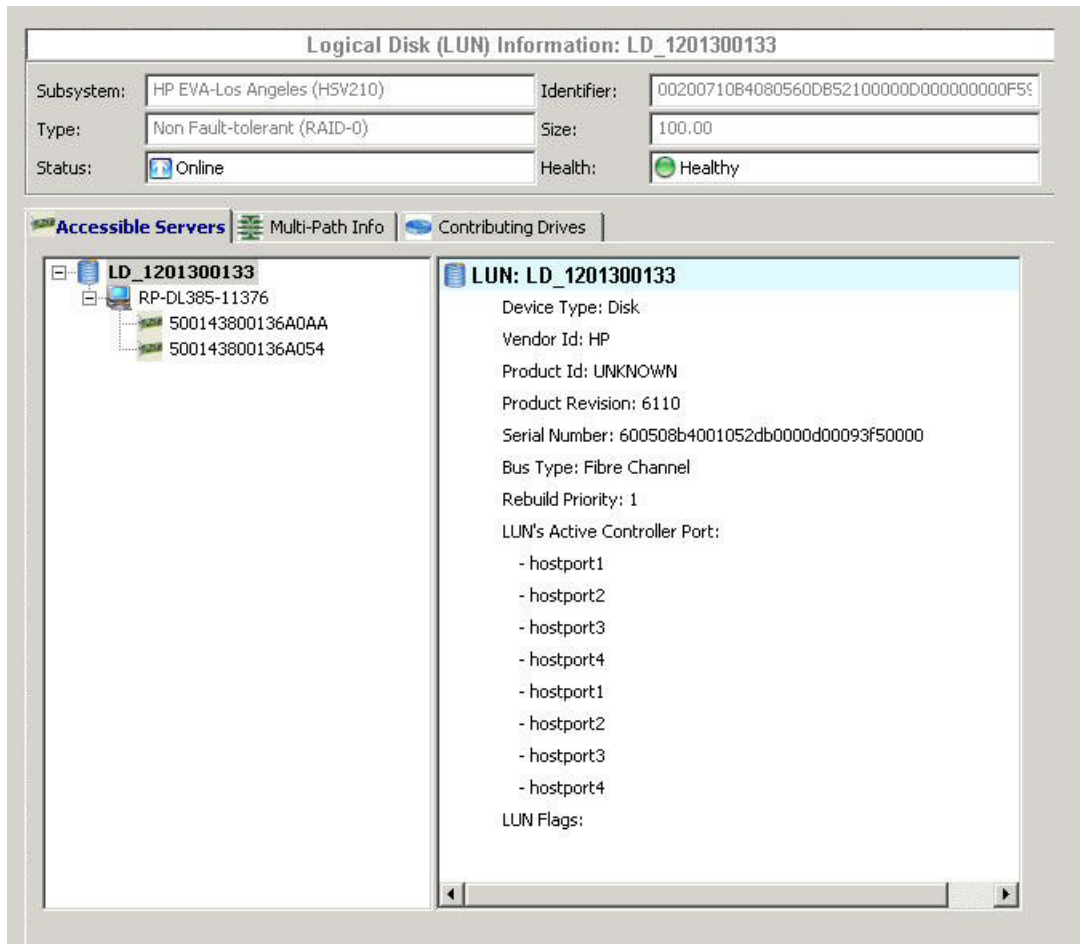 Logical Disk (LUN) Information: LD_1201300133
Subsystem: HP EVA-Los Angeles (HSV210) Identifier: 00200710B4080560DB52100000D000000000F59
Type: Non Fault-tolerant (RAID-0) Size: 100.00
Status: Online Health: Healthy
Accessible Servers Multi-Path Info Contributing Drives
LD_1201300133
RP-DL385-11376
500143800136A0AA
500143800136A054
LUN: LD_1201300133
Device Type: Disk
Vendor Id: HP
Product Id: UNKNOWN
Product Revision: 6110
Serial Number: 600508b4001052db0000d00093f50000
Bus Type: Fibre Channel
Rebuild Priority: 1
LUN's Active Controller Port:
- hostport1
- hostport2
- hostport3
- hostport4
- hostport1
- hostport2
- hostport3
- hostport4
LUN Flags: